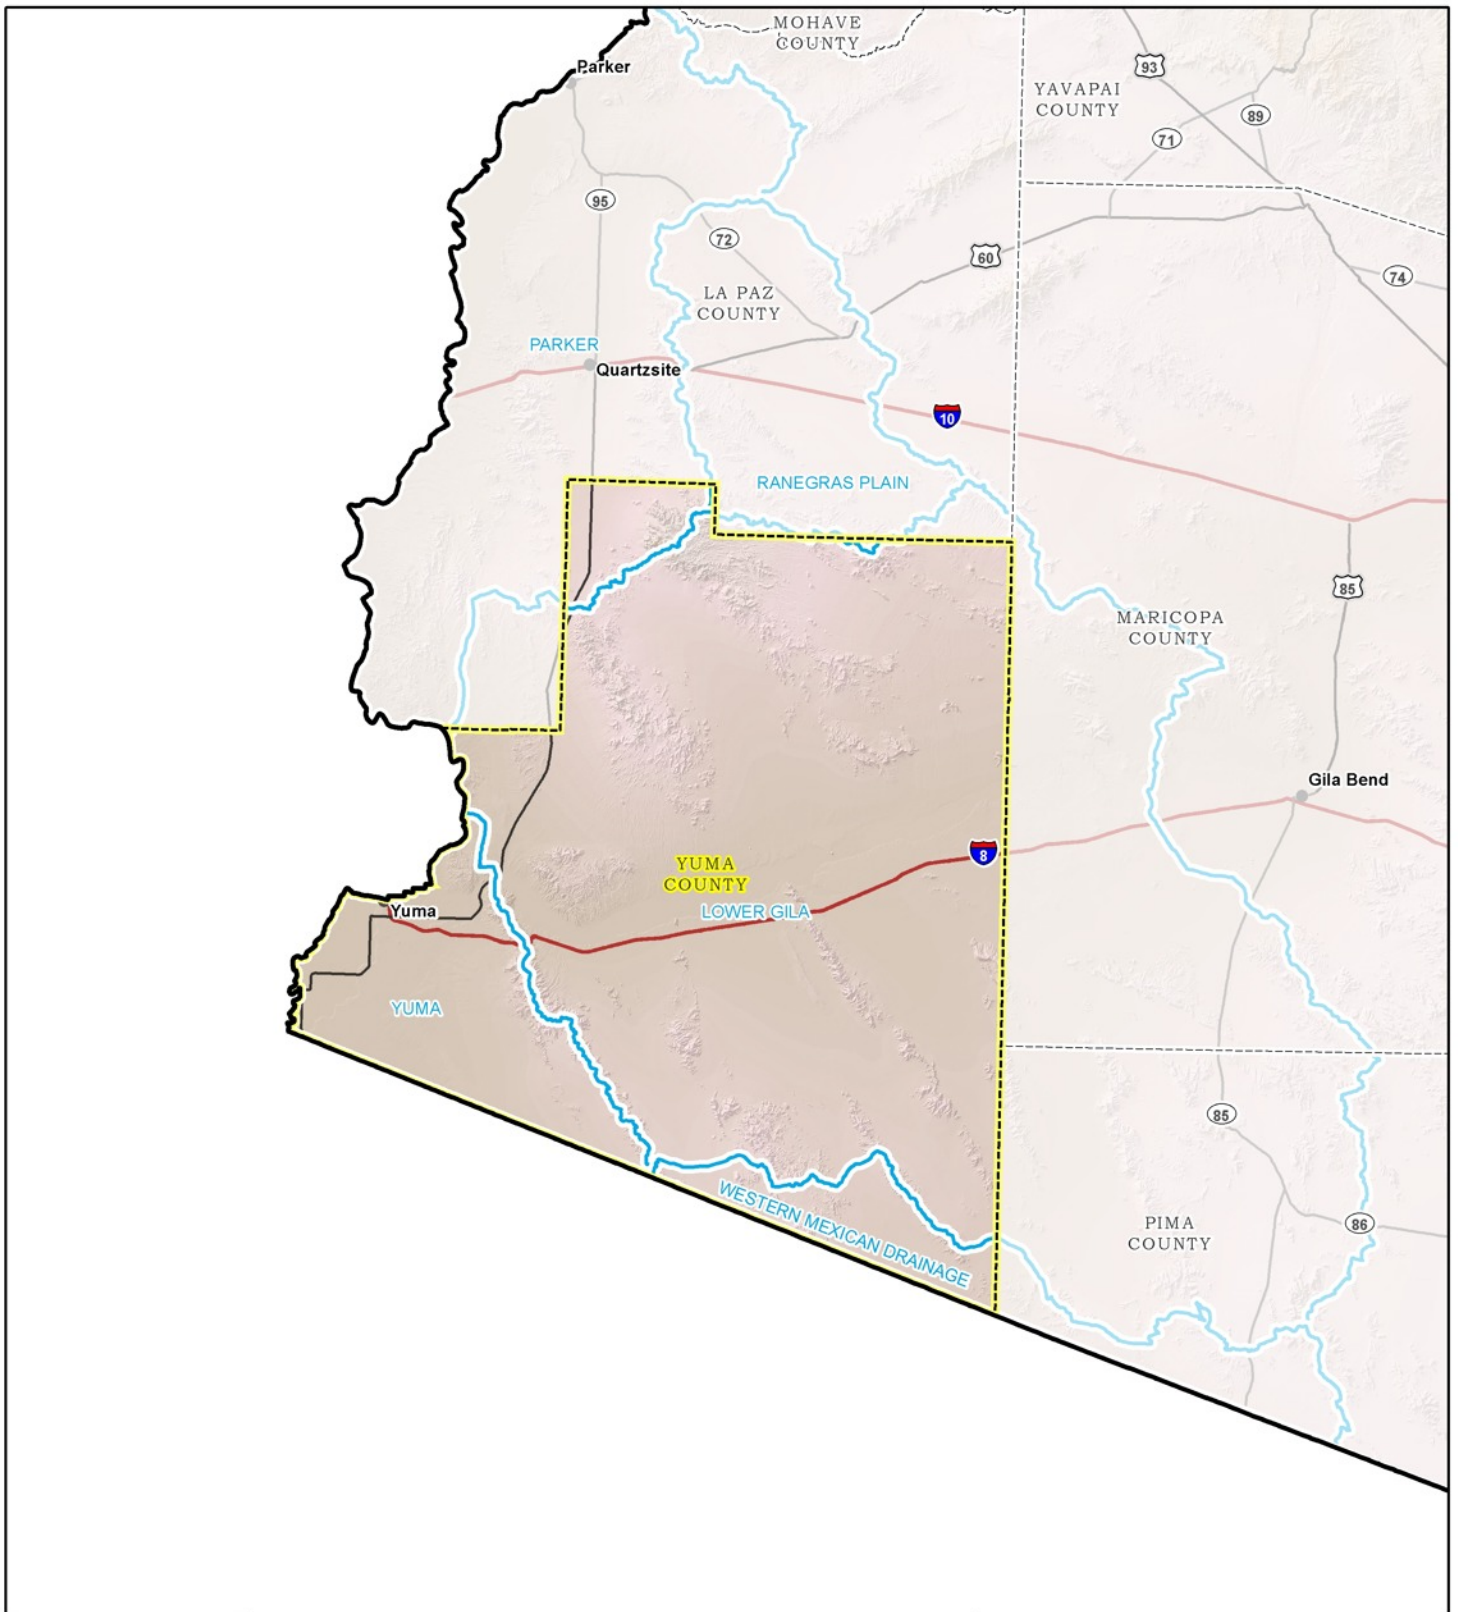 MOHAVE
COUNTY
Parker
93
YAVAPAI
COUNTY
89
71
95
72
60
74
LA PAZ
COUNTY
PARKER
Quartzsite
10
RANEGRAS PLAIN
85
MARICOPA
COUNTY
Gila Bend
8
YUMA
COUNTY
LOWER GILA
Yuma
YUMA
85
WESTERN MEXICAN DRAINAGE
PIMA
COUNTY
86